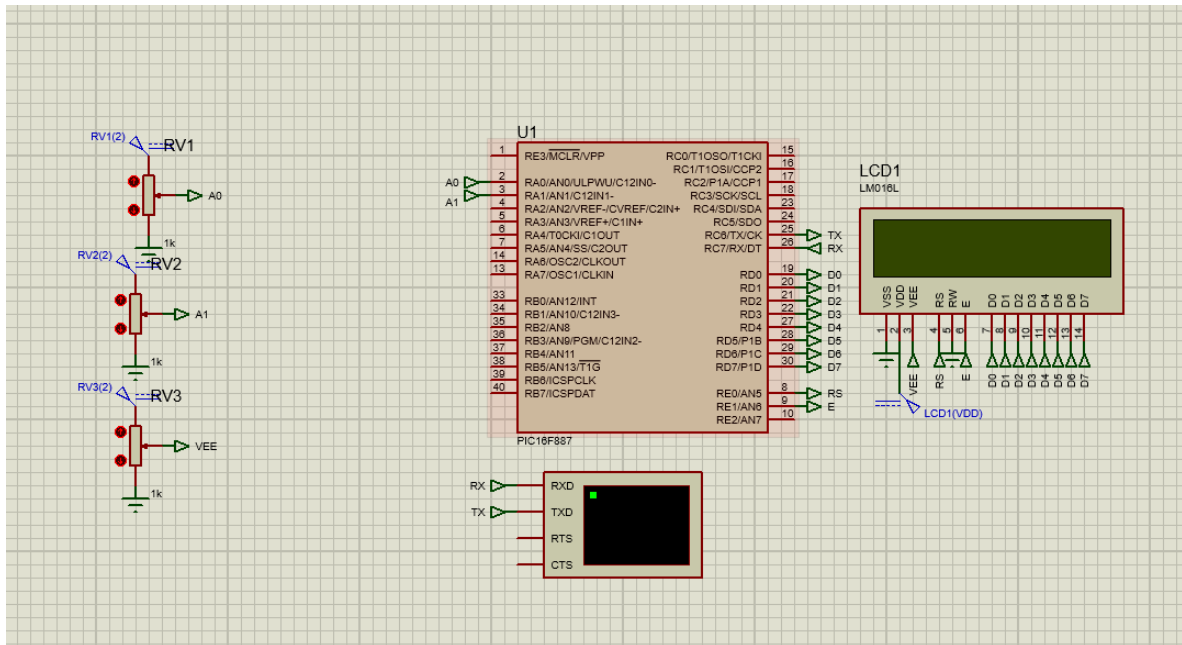 RV1(2)
RV1
A0
1k
RV2(2)
RV2
A1
1k
RV3(2)
RV3
VEE
1k
U1
A0
A1
1 RE3/MCLR/VPP
2 RA0/AN0/ULPWU/C12IN0-
3 RA1/AN1/C12IN1-
4 RA2/AN2/VREF-/CVREF/C2IN+
5 RA3/AN3/VREF+/C1IN+
6 RA4/T0CKI/C1OUT
7 RA5/AN4/SS/C2OUT
14 RA6/OSC2/CLKOUT
13 RA7/OSC1/CLKIN
33 RB0/AN12/INT
34 RB1/AN10/C12IN3-
35 RB2/AN8
36 RB3/AN9/PGM/C12IN2-
37 RB4/AN11
38 RB5/AN13/T1G
39 RB6/ICSPCLK
40 RB7/ICSPDAT
RC0/T1OSO/T1CKI 15
RC1/T1OSI/CCP2 16
RC2/P1A/CCP1 17
RC3/SCK/SCL 18
RC4/SDI/SDA 23
RC5/SDO 24
RC6/TX/CK 25 TX
RC7/RX/DT 26 RX
RD0 19 D0
RD1 20 D1
RD2 21 D2
RD3 22 D3
RD4 27 D4
RD5/P1B 28 D5
RD6/P1C 29 D6
RD7/P1D 30 D7
RE0/AN5 8 RS
RE1/AN6 9 E
RE2/AN7 10
PIC16F887
RX RXD
TX TXD
RTS
CTS
LCD1
LM016L
VSS VDD VEE RS RW E D0 D1 D2 D3 D4 D5 D6 D7
1 2 3 4 5 6 7 8 9 10 11 12 13 14
VEE RS E D0 D1 D2 D3 D4 D5 D6 D7
LCD1(VDD)